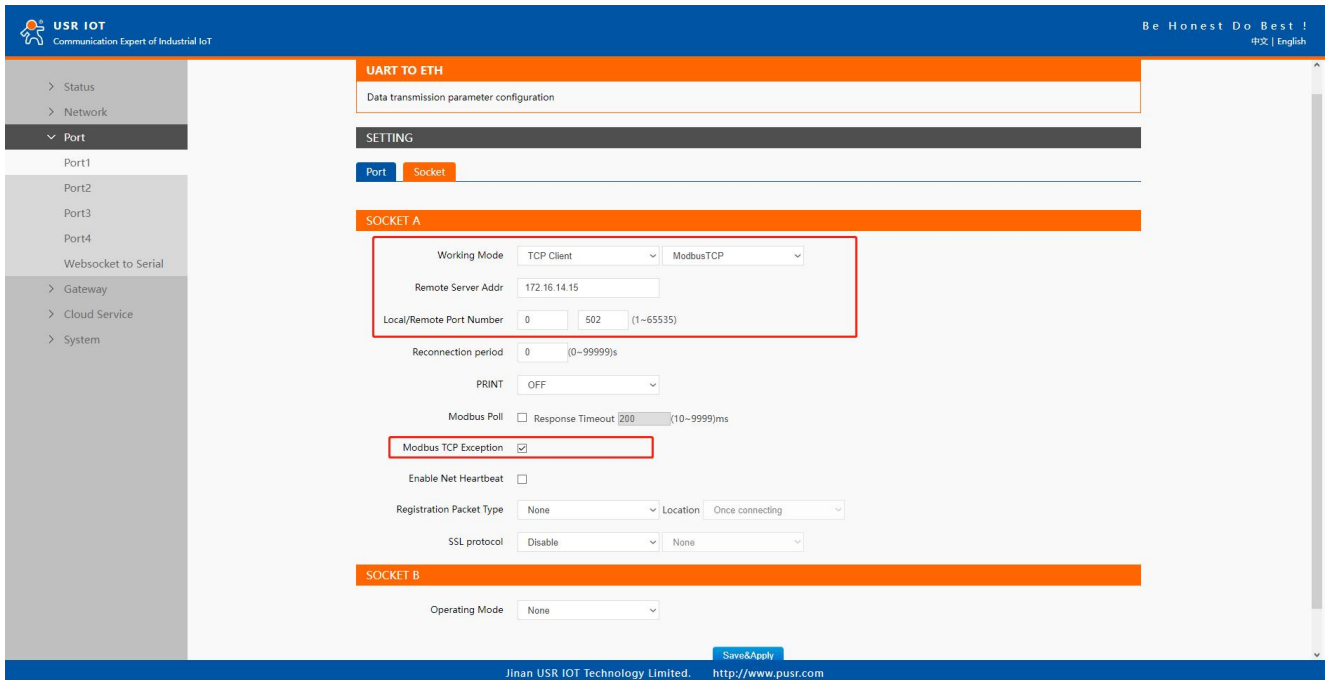 USR IOT
Communication Expert of Industrial IoT
Be Honest Do Best !
中文 | English
Status
Network
Port
Port1
Port2
Port3
Port4
Websocket to Serial
Gateway
Cloud Service
System
UART TO ETH
Data transmission parameter configuration
SETTING
Port Socket
SOCKET A
Working Mode TCP Client ModbusTCP
Remote Server Addr 172.16.14.15
Local/Remote Port Number 0 502 (1~65535)
Reconnection period 0 (0~99999)s
PRINT OFF
Modbus Poll Response Timeout 200 (10~9999)ms
Modbus TCP Exception
Enable Net Heartbeat
Registration Packet Type None Location Once connecting
SSL protocol Disable None
SOCKET B
Operating Mode None
Save&Apply
Jinan USR IOT Technology Limited. http://www.pusr.com